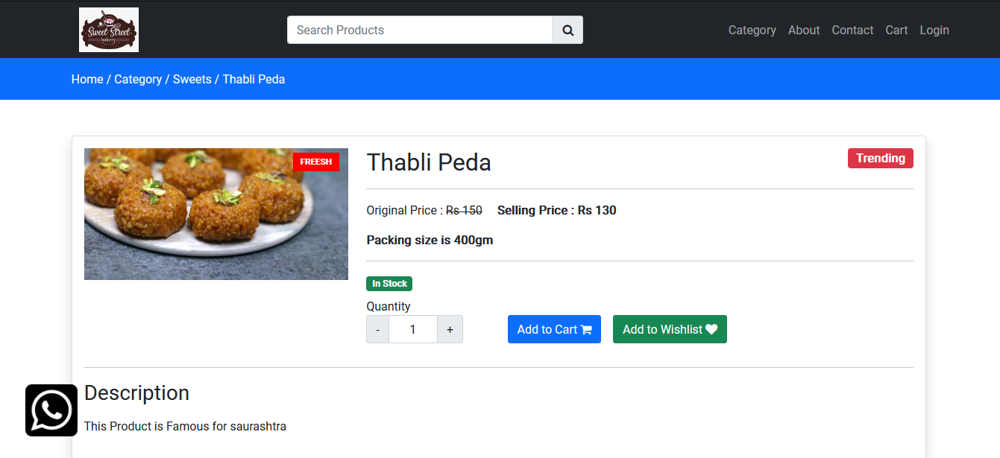 Sweet Street
bakery
Search Products
Category About Contact Cart Login
Home / Category / Sweets / Thabli Peda
FREESH
Thabli Peda
Trending
Original Price : Rs 150 Selling Price : Rs 130
Packing size is 400gm
In Stock
Quantity
- 1 +
Add to Cart
Add to Wishlist
Description
This Product is Famous for saurashtra